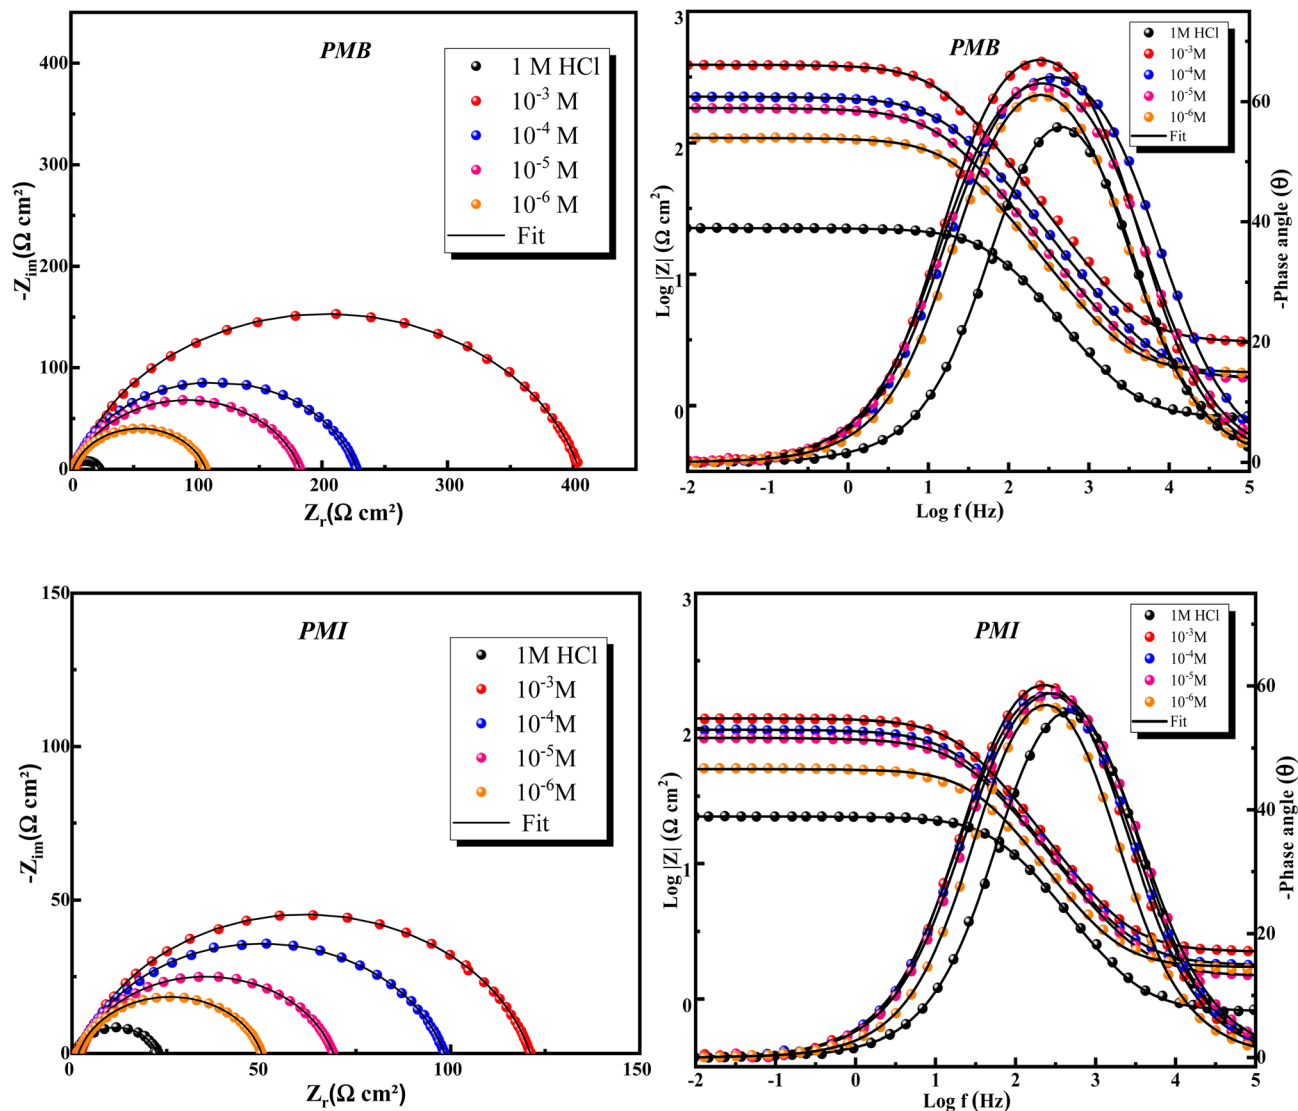 PMB
1 M HCl
10⁻³ M
10⁻⁴ M
10⁻⁵ M
10⁻⁶ M
Fit
-Z_im(Ω cm²)
400
300
200
100
0
0
100
200
300
400
Z_r(Ω cm²)
PMB
1M HCl
10⁻³M
10⁻⁴M
10⁻⁵M
10⁻⁶M
Fit
Log |Z| (Ω cm²)
3
2
1
0
-2
-1
0
1
2
3
4
5
Log f (Hz)
60
40
20
0
-Phase angle (θ)
PMI
1M HCl
10⁻³M
10⁻⁴M
10⁻⁵M
10⁻⁶M
Fit
-Z_im(Ω cm²)
150
100
50
0
0
50
100
150
Z_r(Ω cm²)
PMI
1M HCl
10⁻³M
10⁻⁴M
10⁻⁵M
10⁻⁶M
Fit
Log |Z| (Ω cm²)
3
2
1
0
-2
-1
0
1
2
3
4
5
Log f (Hz)
60
40
20
0
-Phase angle (θ)